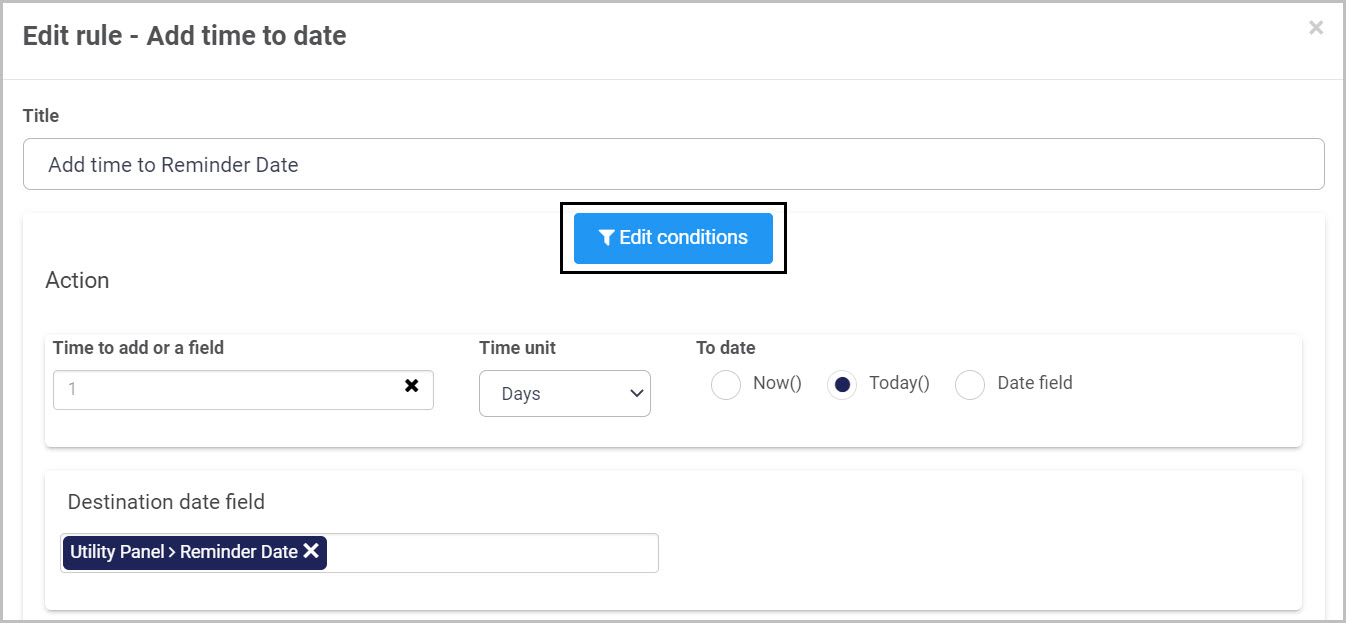 Edit rule - Add time to date
Title
Add time to Reminder Date
Edit conditions
Action
Time to add or a field
Time unit
To date
1
Days
Now()
Today()
Date field
Destination date field
Utility Panel > Reminder Date